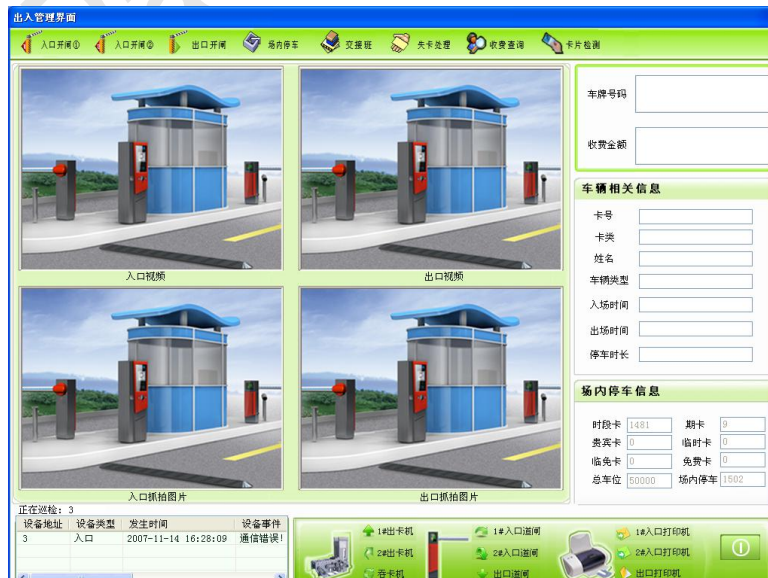 出入管理界面
入口开闸① 入口开闸② 出口开闸 场内停车 交接班 失卡处理 收费查询 卡片检测
车牌号码
收费金额
车辆相关信息
卡号
卡类
姓名
车辆类型
入场时间
出场时间
停车时长
入口视频 出口视频
场内停车信息
时段卡 1481 期卡 9
贵宾卡 0 临时卡 0
临免卡 0 免费卡 0
总车位 50000 场内停车 1502
入口抓拍图片 出口抓拍图片
正在巡检: 3
设备地址 设备类型 发生时间 设备事件
3 入口 2007-11-14 16:28:09 通信错误!
1#出卡机 1#入口道闸 1#入口打印机
2#出卡机 2#入口道闸 2#入口打印机
吞卡机 出口道闸 出口打印机